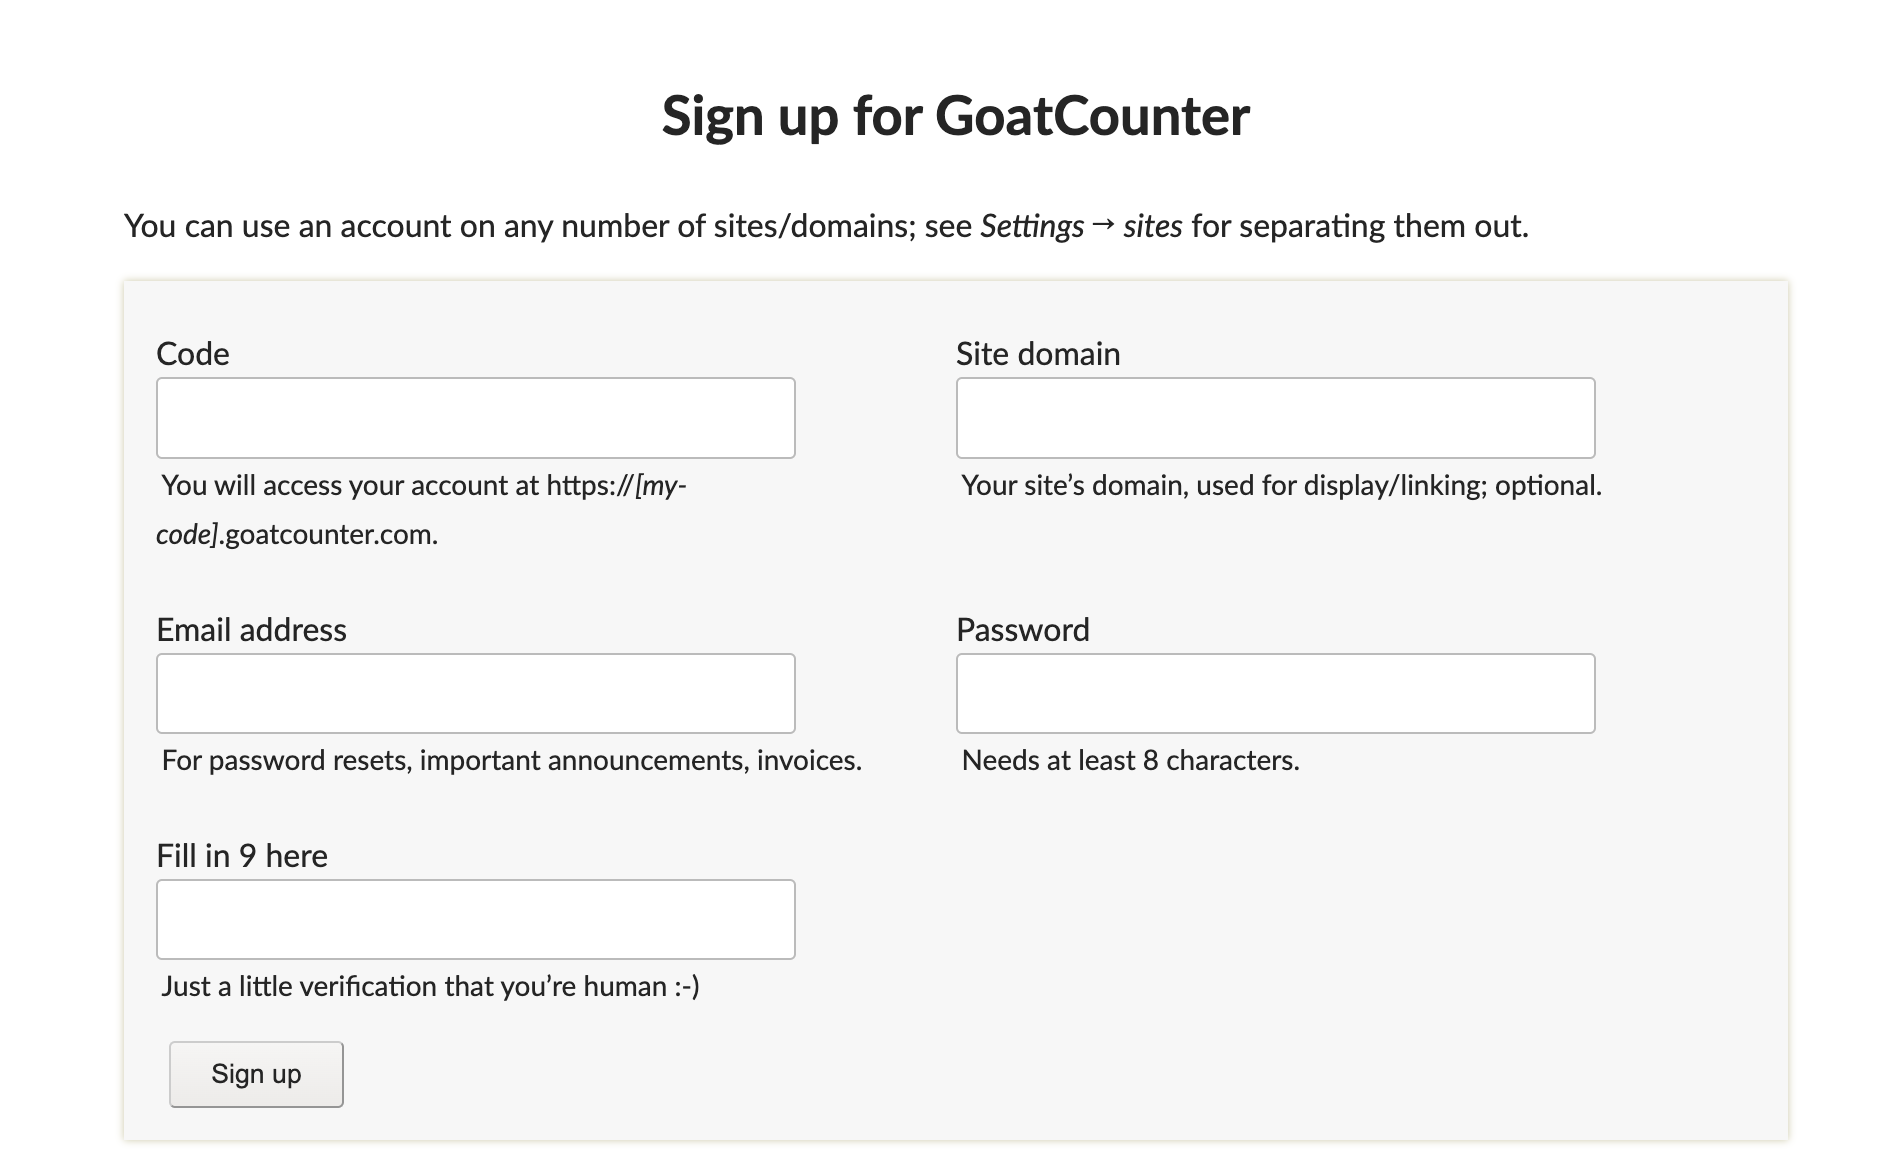 Sign up for GoatCounter
You can use an account on any number of sites/domains; see Settings → sites for separating them out.
Code
You will access your account at https://[my-
code].goatcounter.com.
Site domain
Your site’s domain, used for display/linking; optional.
Email address
For password resets, important announcements, invoices.
Password
Needs at least 8 characters.
Fill in 9 here
Just a little verification that you’re human :-)
Sign up